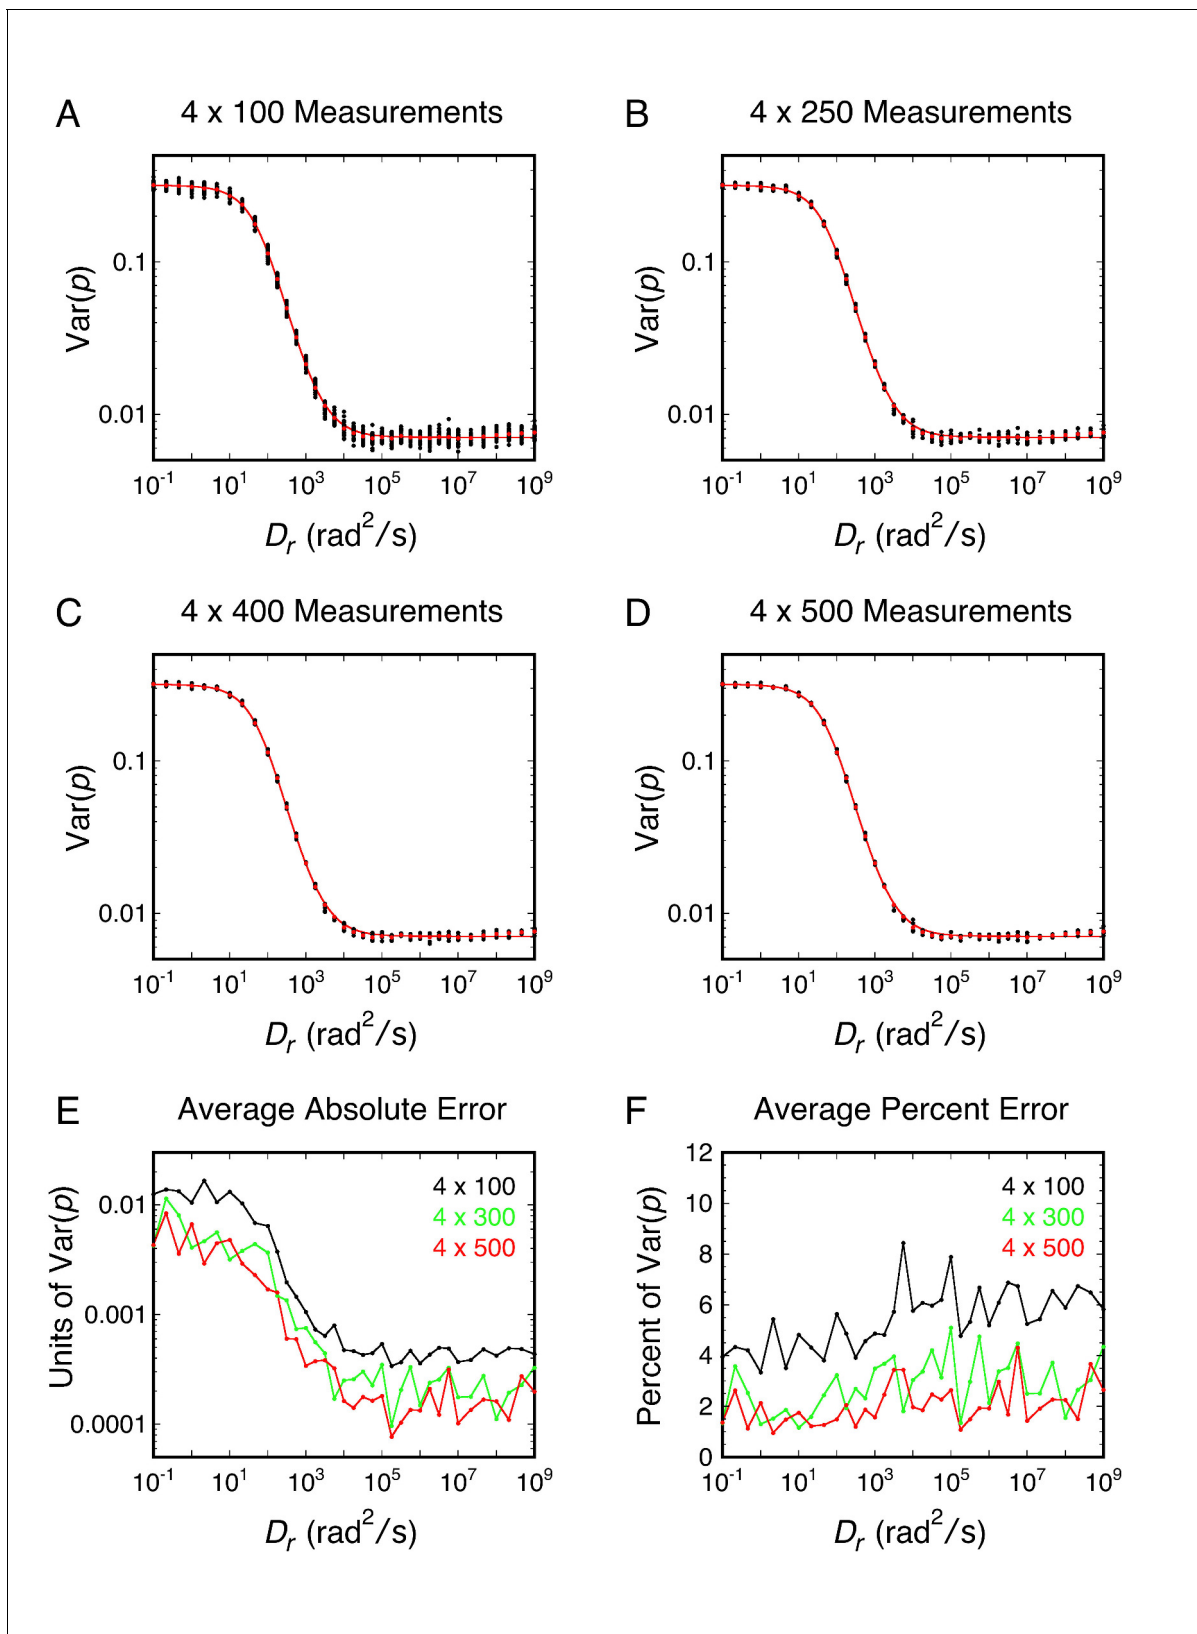 A
4 x 100 Measurements
Var(p)
0.1
0.01
10⁻¹ 10¹ 10³ 10⁵ 10⁷ 10⁹
Dᵣ (rad²/s)
B
4 x 250 Measurements
Var(p)
0.1
0.01
10⁻¹ 10¹ 10³ 10⁵ 10⁷ 10⁹
Dᵣ (rad²/s)
C
4 x 400 Measurements
Var(p)
0.1
0.01
10⁻¹ 10¹ 10³ 10⁵ 10⁷ 10⁹
Dᵣ (rad²/s)
D
4 x 500 Measurements
Var(p)
0.1
0.01
10⁻¹ 10¹ 10³ 10⁵ 10⁷ 10⁹
Dᵣ (rad²/s)
E
Average Absolute Error
Units of Var(p)
0.01
0.001
0.0001
4 x 100
4 x 300
4 x 500
10⁻¹ 10¹ 10³ 10⁵ 10⁷ 10⁹
Dᵣ (rad²/s)
F
Average Percent Error
Percent of Var(p)
12
10
8
6
4
2
0
4 x 100
4 x 300
4 x 500
10⁻¹ 10¹ 10³ 10⁵ 10⁷ 10⁹
Dᵣ (rad²/s)